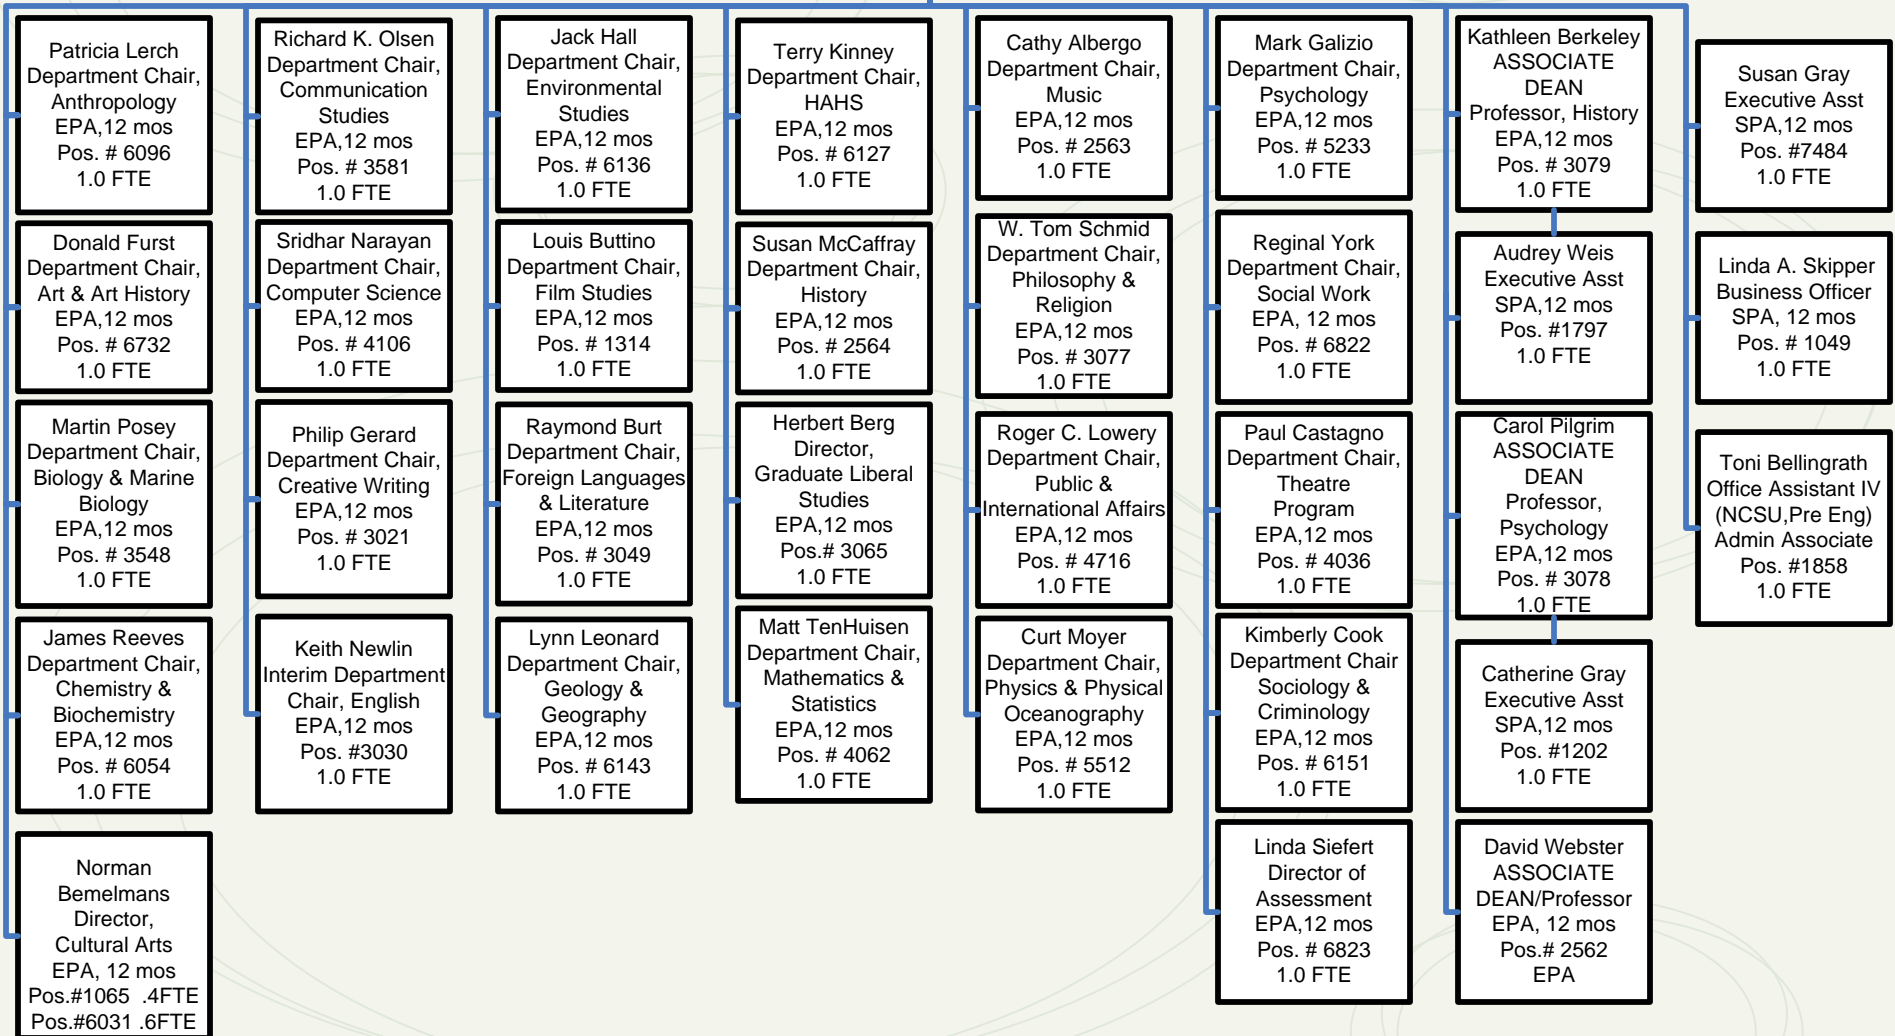 Patricia Lerch
Department Chair,
Anthropology
EPA,12 mos
Pos. # 6096
1.0 FTE
Donald Furst
Department Chair,
Art & Art History
EPA,12 mos
Pos. # 6732
1.0 FTE
Martin Posey
Department Chair,
Biology & Marine
Biology
EPA,12 mos
Pos. # 3548
1.0 FTE
James Reeves
Department Chair,
Chemistry &
Biochemistry
EPA,12 mos
Pos. # 6054
1.0 FTE
Norman
Bemelmans
Director,
Cultural Arts
EPA, 12 mos
Pos.#1065 .4FTE
Pos.#6031 .6FTE
Richard K. Olsen
Department Chair,
Communication
Studies
EPA,12 mos
Pos. # 3581
1.0 FTE
Sridhar Narayan
Department Chair,
Computer Science
EPA,12 mos
Pos. # 4106
1.0 FTE
Philip Gerard
Department Chair,
Creative Writing
EPA,12 mos
Pos. # 3021
1.0 FTE
Keith Newlin
Interim Department
Chair, English
EPA,12 mos
Pos. #3030
1.0 FTE
Jack Hall
Department Chair,
Environmental
Studies
EPA,12 mos
Pos. # 6136
1.0 FTE
Louis Buttino
Department Chair,
Film Studies
EPA,12 mos
Pos. # 1314
1.0 FTE
Raymond Burt
Department Chair,
Foreign Languages
& Literature
EPA,12 mos
Pos. # 3049
1.0 FTE
Lynn Leonard
Department Chair,
Geology &
Geography
EPA,12 mos
Pos. # 6143
1.0 FTE
Terry Kinney
Department Chair,
HAHS
EPA,12 mos
Pos. # 6127
1.0 FTE
Susan McCaffray
Department Chair,
History
EPA,12 mos
Pos. # 2564
1.0 FTE
Herbert Berg
Director,
Graduate Liberal
Studies
EPA,12 mos
Pos.# 3065
1.0 FTE
Matt TenHuisen
Department Chair,
Mathematics &
Statistics
EPA,12 mos
Pos. # 4062
1.0 FTE
Cathy Albergo
Department Chair,
Music
EPA,12 mos
Pos. # 2563
1.0 FTE
W. Tom Schmid
Department Chair,
Philosophy &
Religion
EPA,12 mos
Pos. # 3077
1.0 FTE
Roger C. Lowery
Department Chair,
Public &
International Affairs
EPA,12 mos
Pos. # 4716
1.0 FTE
Curt Moyer
Department Chair,
Physics & Physical
Oceanography
EPA,12 mos
Pos. # 5512
1.0 FTE
Mark Galizio
Department Chair,
Psychology
EPA,12 mos
Pos. # 5233
1.0 FTE
Reginal York
Department Chair,
Social Work
EPA, 12 mos
Pos. # 6822
1.0 FTE
Paul Castagno
Department Chair,
Theatre
Program
EPA,12 mos
Pos. # 4036
1.0 FTE
Kimberly Cook
Department Chair
Sociology &
Criminology
EPA,12 mos
Pos. # 6151
1.0 FTE
Linda Siefert
Director of
Assessment
EPA,12 mos
Pos. # 6823
1.0 FTE
Kathleen Berkeley
ASSOCIATE
DEAN
Professor, History
EPA,12 mos
Pos. # 3079
1.0 FTE
Audrey Weis
Executive Asst
SPA,12 mos
Pos. #1797
1.0 FTE
Carol Pilgrim
ASSOCIATE
DEAN
Professor,
Psychology
EPA,12 mos
Pos. # 3078
1.0 FTE
Catherine Gray
Executive Asst
SPA,12 mos
Pos. #1202
1.0 FTE
David Webster
ASSOCIATE
DEAN/Professor
EPA, 12 mos
Pos.# 2562
EPA
Susan Gray
Executive Asst
SPA,12 mos
Pos. #7484
1.0 FTE
Linda A. Skipper
Business Officer
SPA, 12 mos
Pos. # 1049
1.0 FTE
Toni Bellingrath
Office Assistant IV
(NCSU,Pre Eng)
Admin Associate
Pos. #1858
1.0 FTE